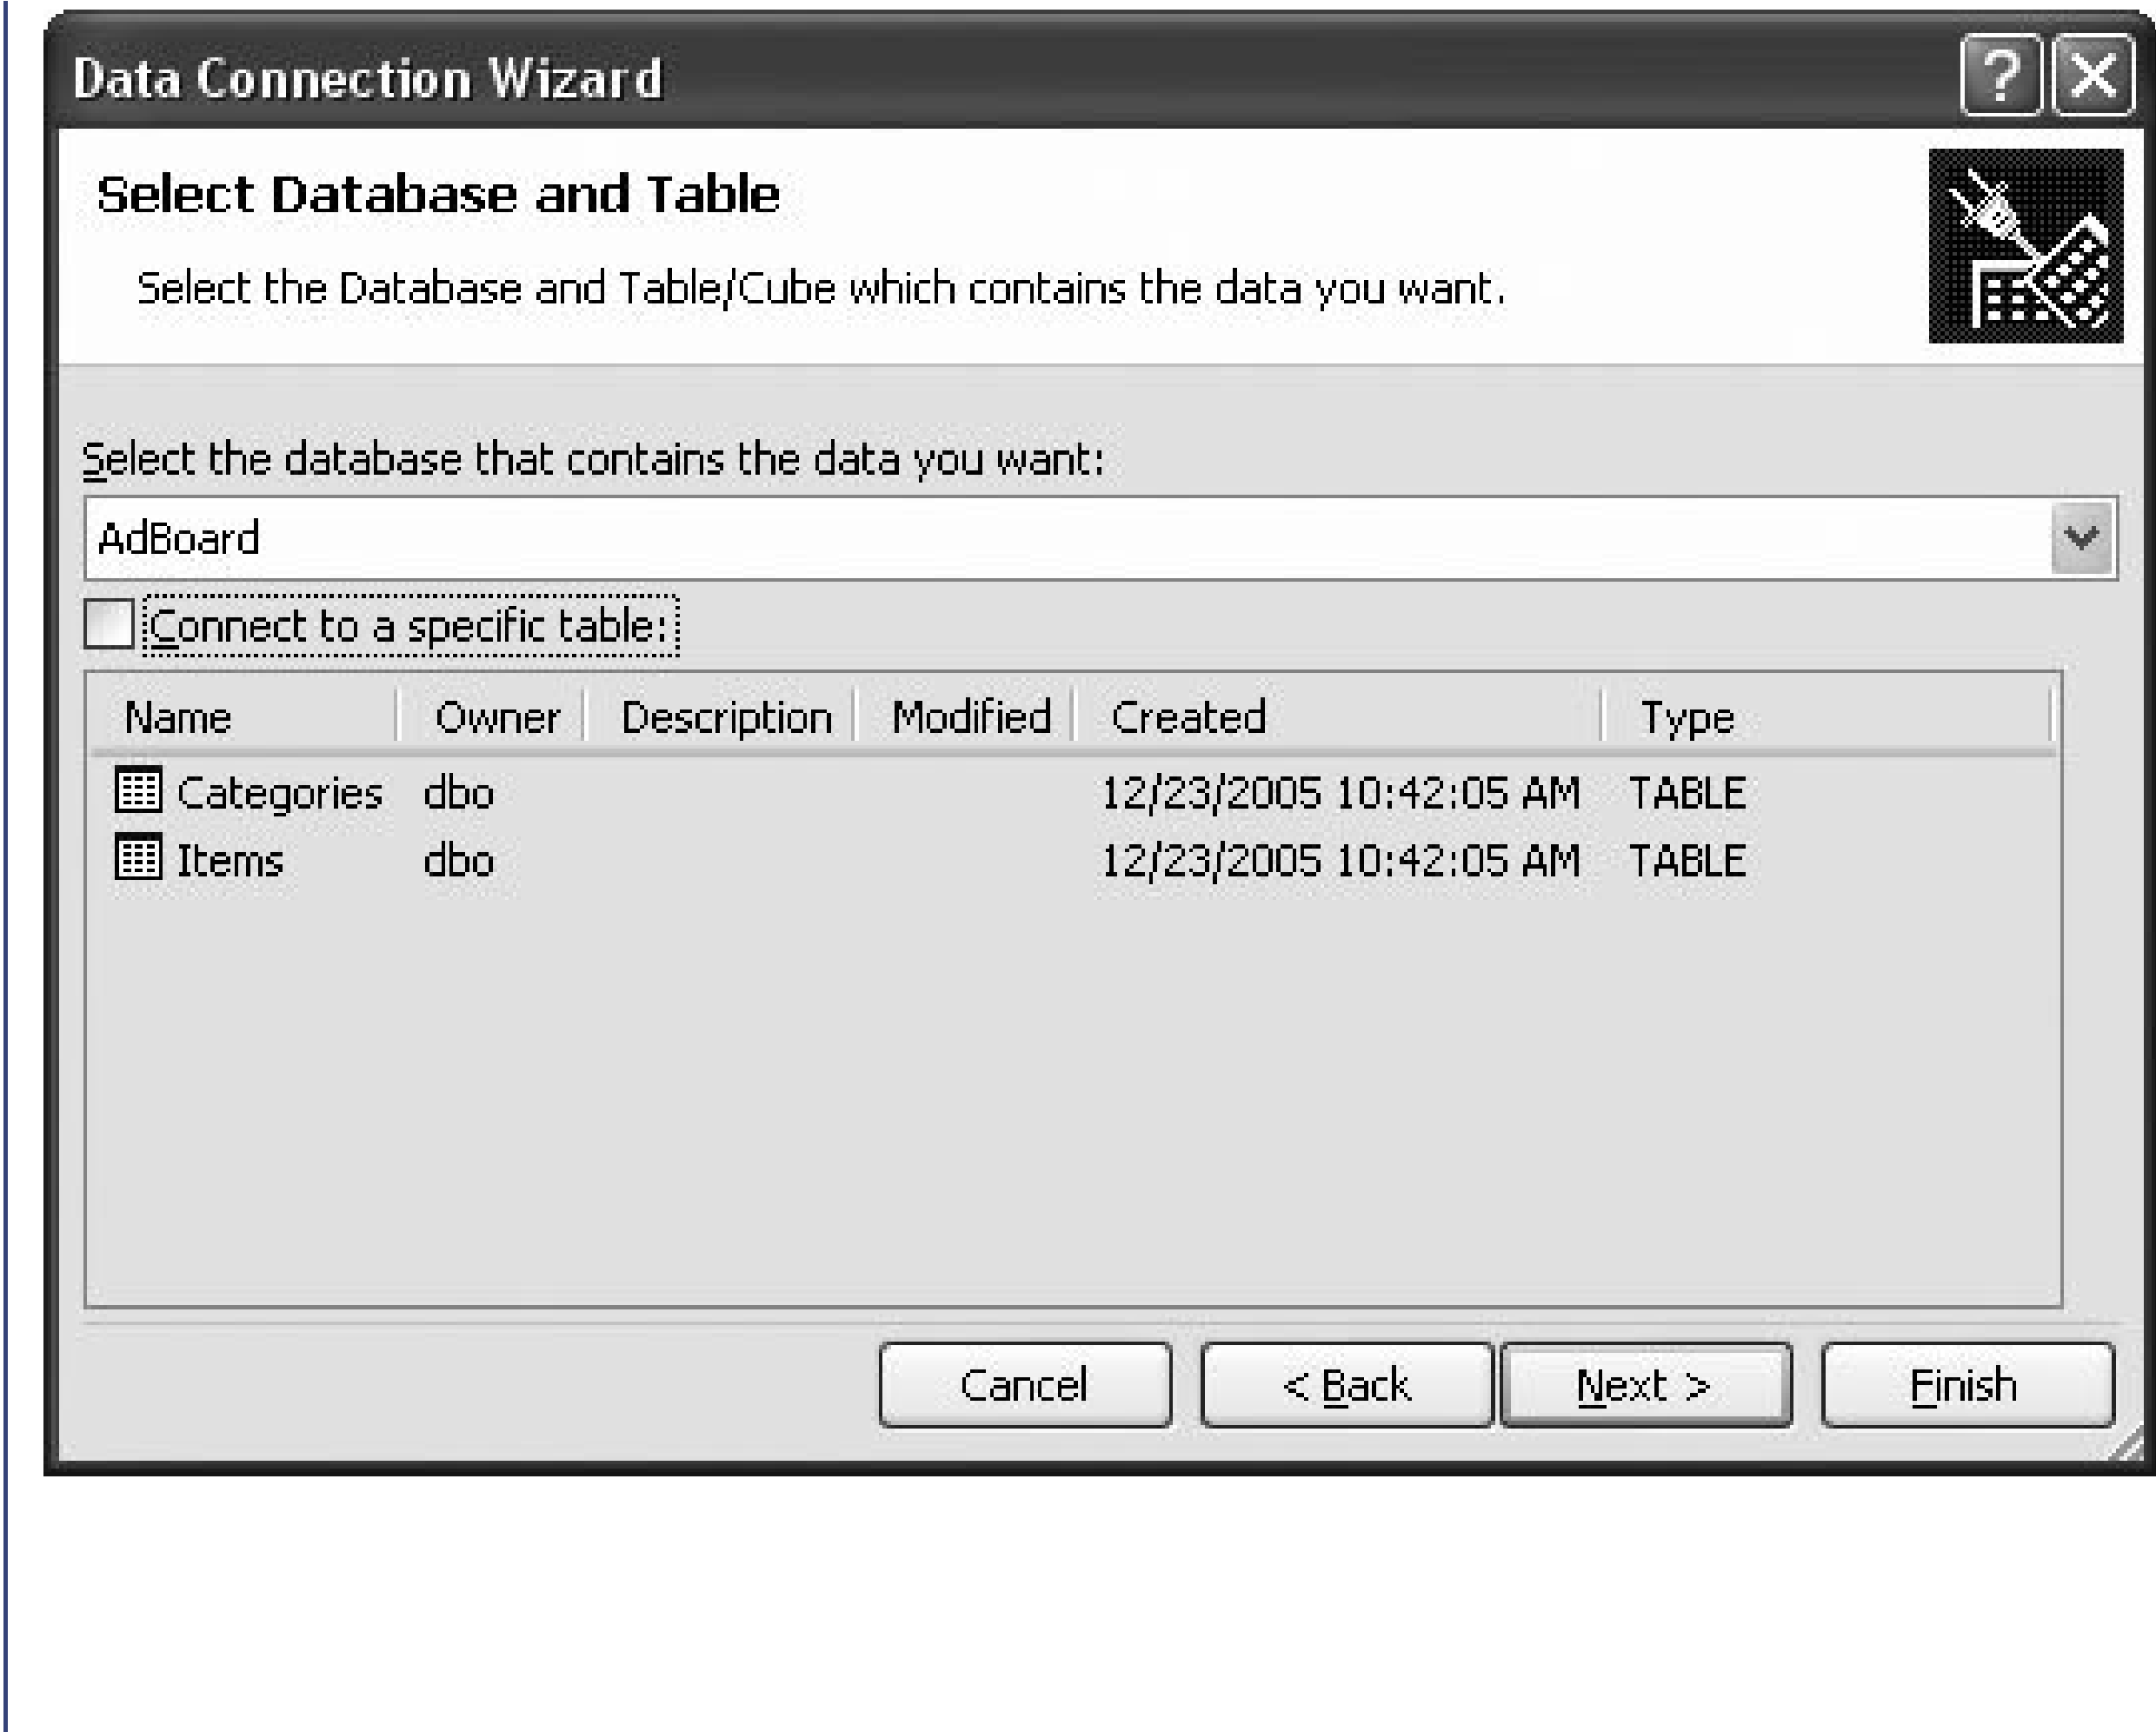 Data Connection Wizard
Select Database and Table
Select the Database and Table/Cube which contains the data you want.
Select the database that contains the data you want:
AdBoard
Connect to a specific table:
Name Owner Description Modified Created Type
Categories dbo 12/23/2005 10:42:05 AM TABLE
Items dbo 12/23/2005 10:42:05 AM TABLE
Cancel < Back Next > Finish